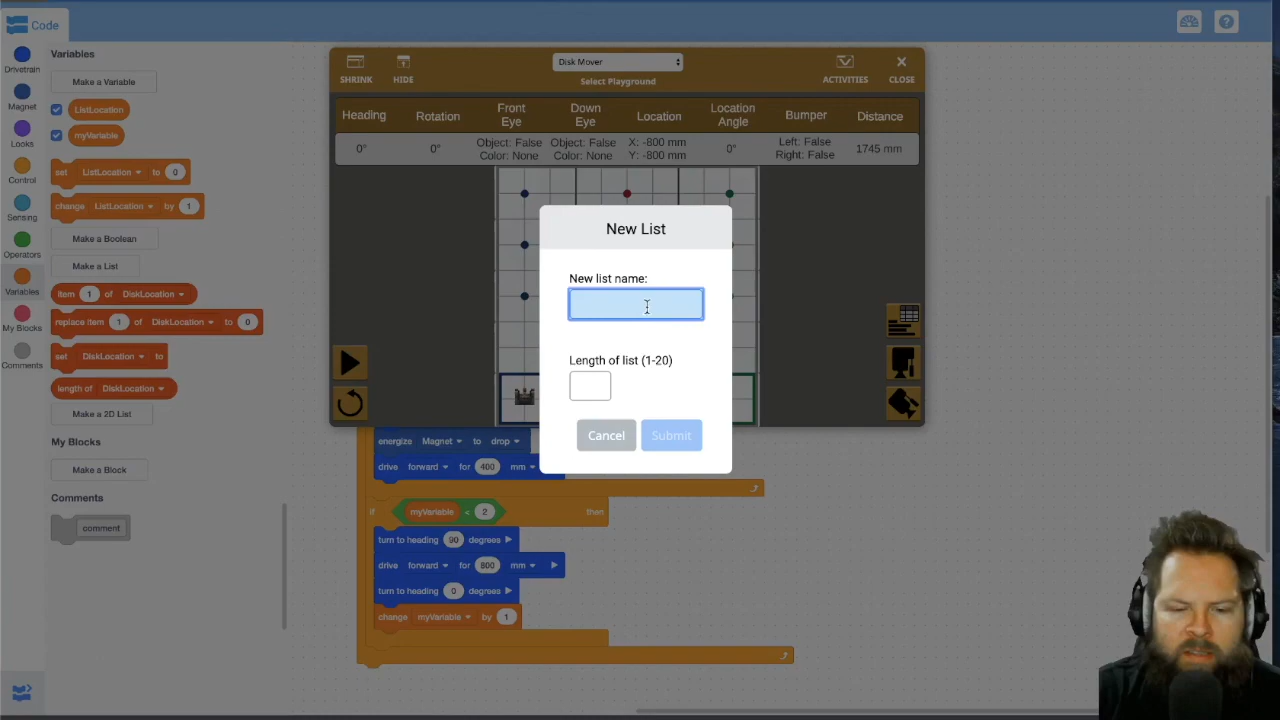 Code
Variables
Make a Variable
ListLocation
myVariable
set ListLocation to 0
change ListLocation by 1
Make a Boolean
Make a List
item 1 of DiskLocation
replace item 1 of DiskLocation to 0
set DiskLocation to
length of DiskLocation
Make a 2D List
My Blocks
Make a Block
Comments
comment
Drivetrain
Magnet
Looks
Control
Sensing
Operators
Variables
My Blocks
Comments
SHRINK
HIDE
Disk Mover
Select Playground
ACTIVITIES
CLOSE
Heading
Rotation
Front Eye
Down Eye
Location
Location Angle
Bumper
Distance
0°
0°
Object: False
Color: None
Object: False
Color: None
X: -800 mm
Y: -800 mm
0°
Left: False
Right: False
1745 mm
New List
New list name:
Length of list (1-20)
Cancel
Submit
energize Magnet to drop
drive forward for 400 mm
if myVariable < 2 then
turn to heading 90 degrees
drive forward for 800 mm
turn to heading 0 degrees
change myVariable by 1